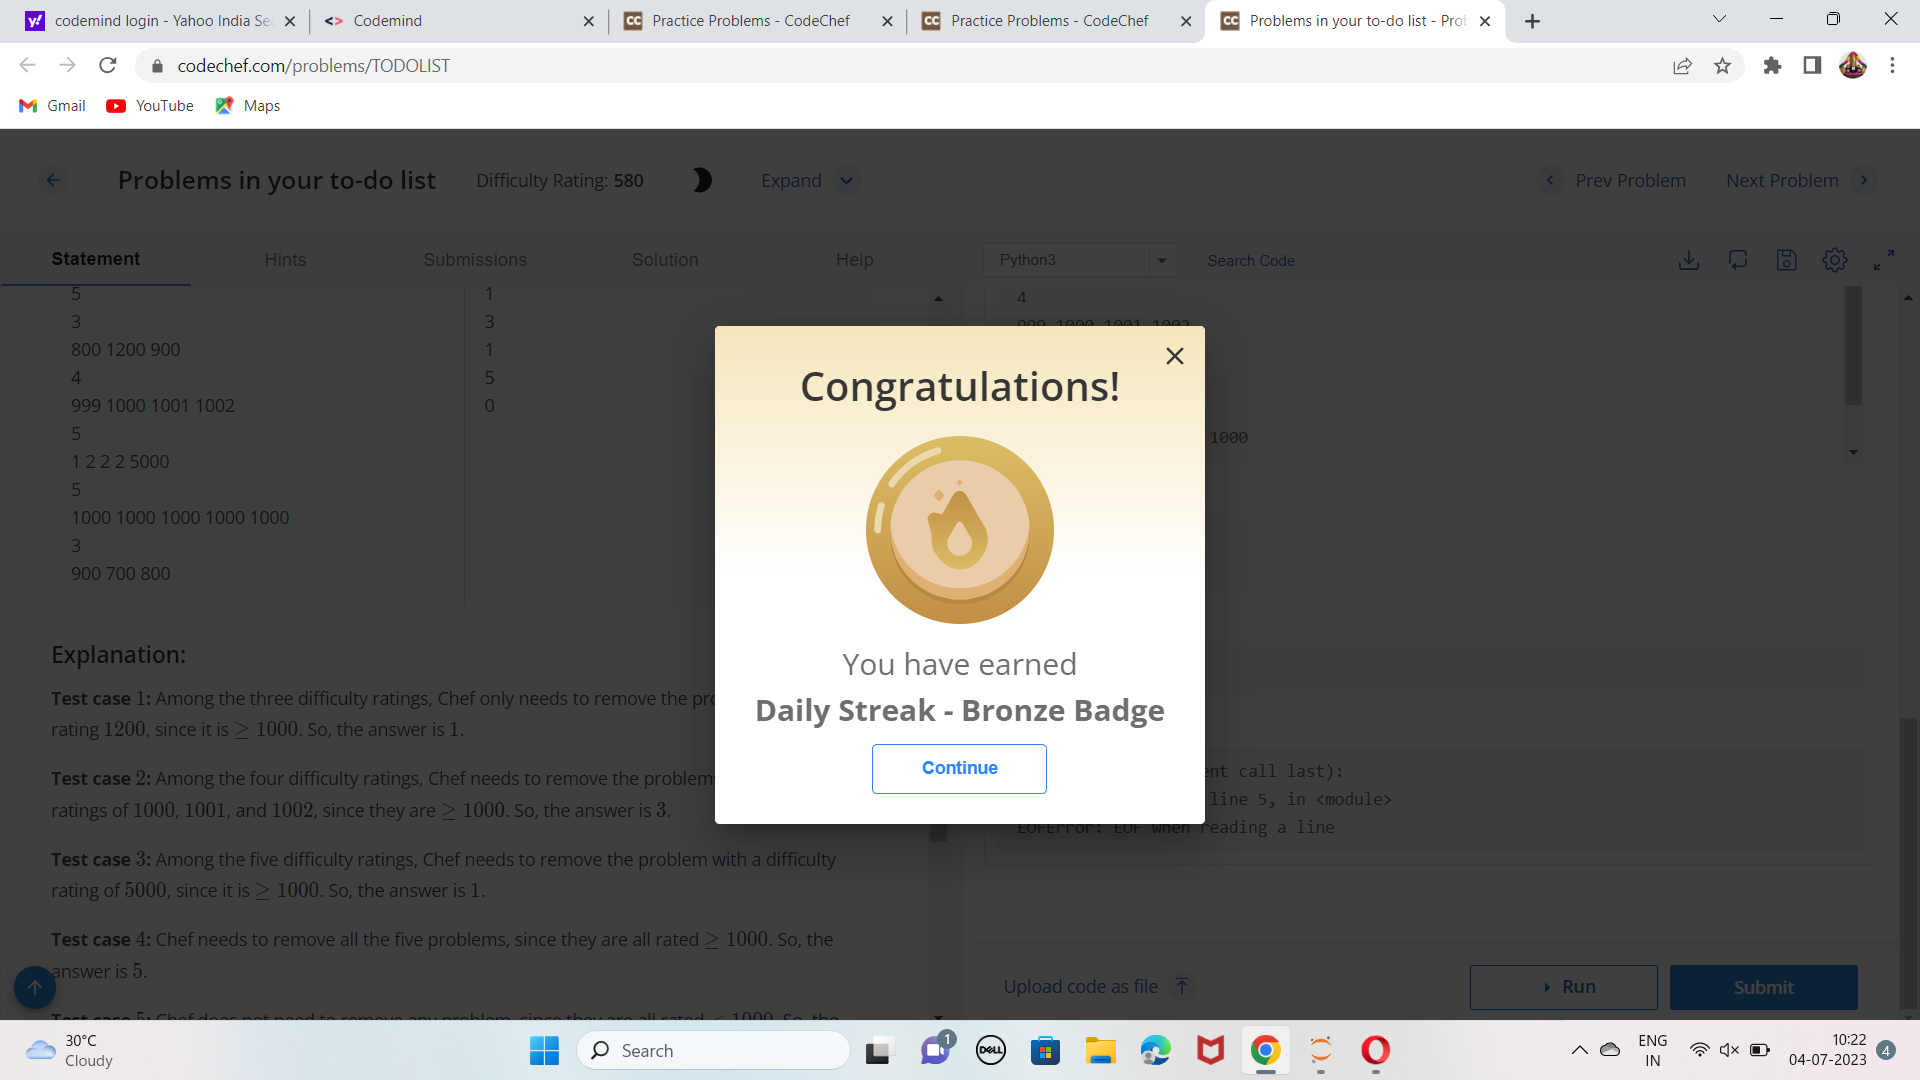 codemind login - Yahoo India Se
Codemind
Practice Problems - CodeChef
Practice Problems - CodeChef
Problems in your to-do list - Pro
codechef.com/problems/TODOLIST
Gmail
YouTube
Maps
Problems in your to-do list
Difficulty Rating: 580
Expand
Prev Problem
Next Problem
Statement
Hints
Submissions
Solution
Help
Python3
Search Code
5
3
800 1200 900
4
999 1000 1001 1002
5
1 2 2 2 5000
5
1000 1000 1000 1000 1000
3
900 700 800
1
3
1
5
0
4
999 1000 1001 1002
1000
Congratulations!
You have earned
Daily Streak - Bronze Badge
Continue
Explanation:
Test case 1: Among the three difficulty ratings, Chef only needs to remove the pro
rating 1200, since it is ≥ 1000. So, the answer is 1.
Test case 2: Among the four difficulty ratings, Chef needs to remove the problem
ratings of 1000, 1001, and 1002, since they are ≥ 1000. So, the answer is 3.
Test case 3: Among the five difficulty ratings, Chef needs to remove the problem with a difficulty
rating of 5000, since it is ≥ 1000. So, the answer is 1.
Test case 4: Chef needs to remove all the five problems, since they are all rated ≥ 1000. So, the
answer is 5.
Test case 5: Chef does not need to remove any problem, since they are all rated < 1000. So, the
ent call last):
line 5, in <module>
EOFError: EOF when reading a line
Upload code as file
Run
Submit
30°C
Cloudy
Search
1
DELL
ENG
IN
10:22
04-07-2023
4